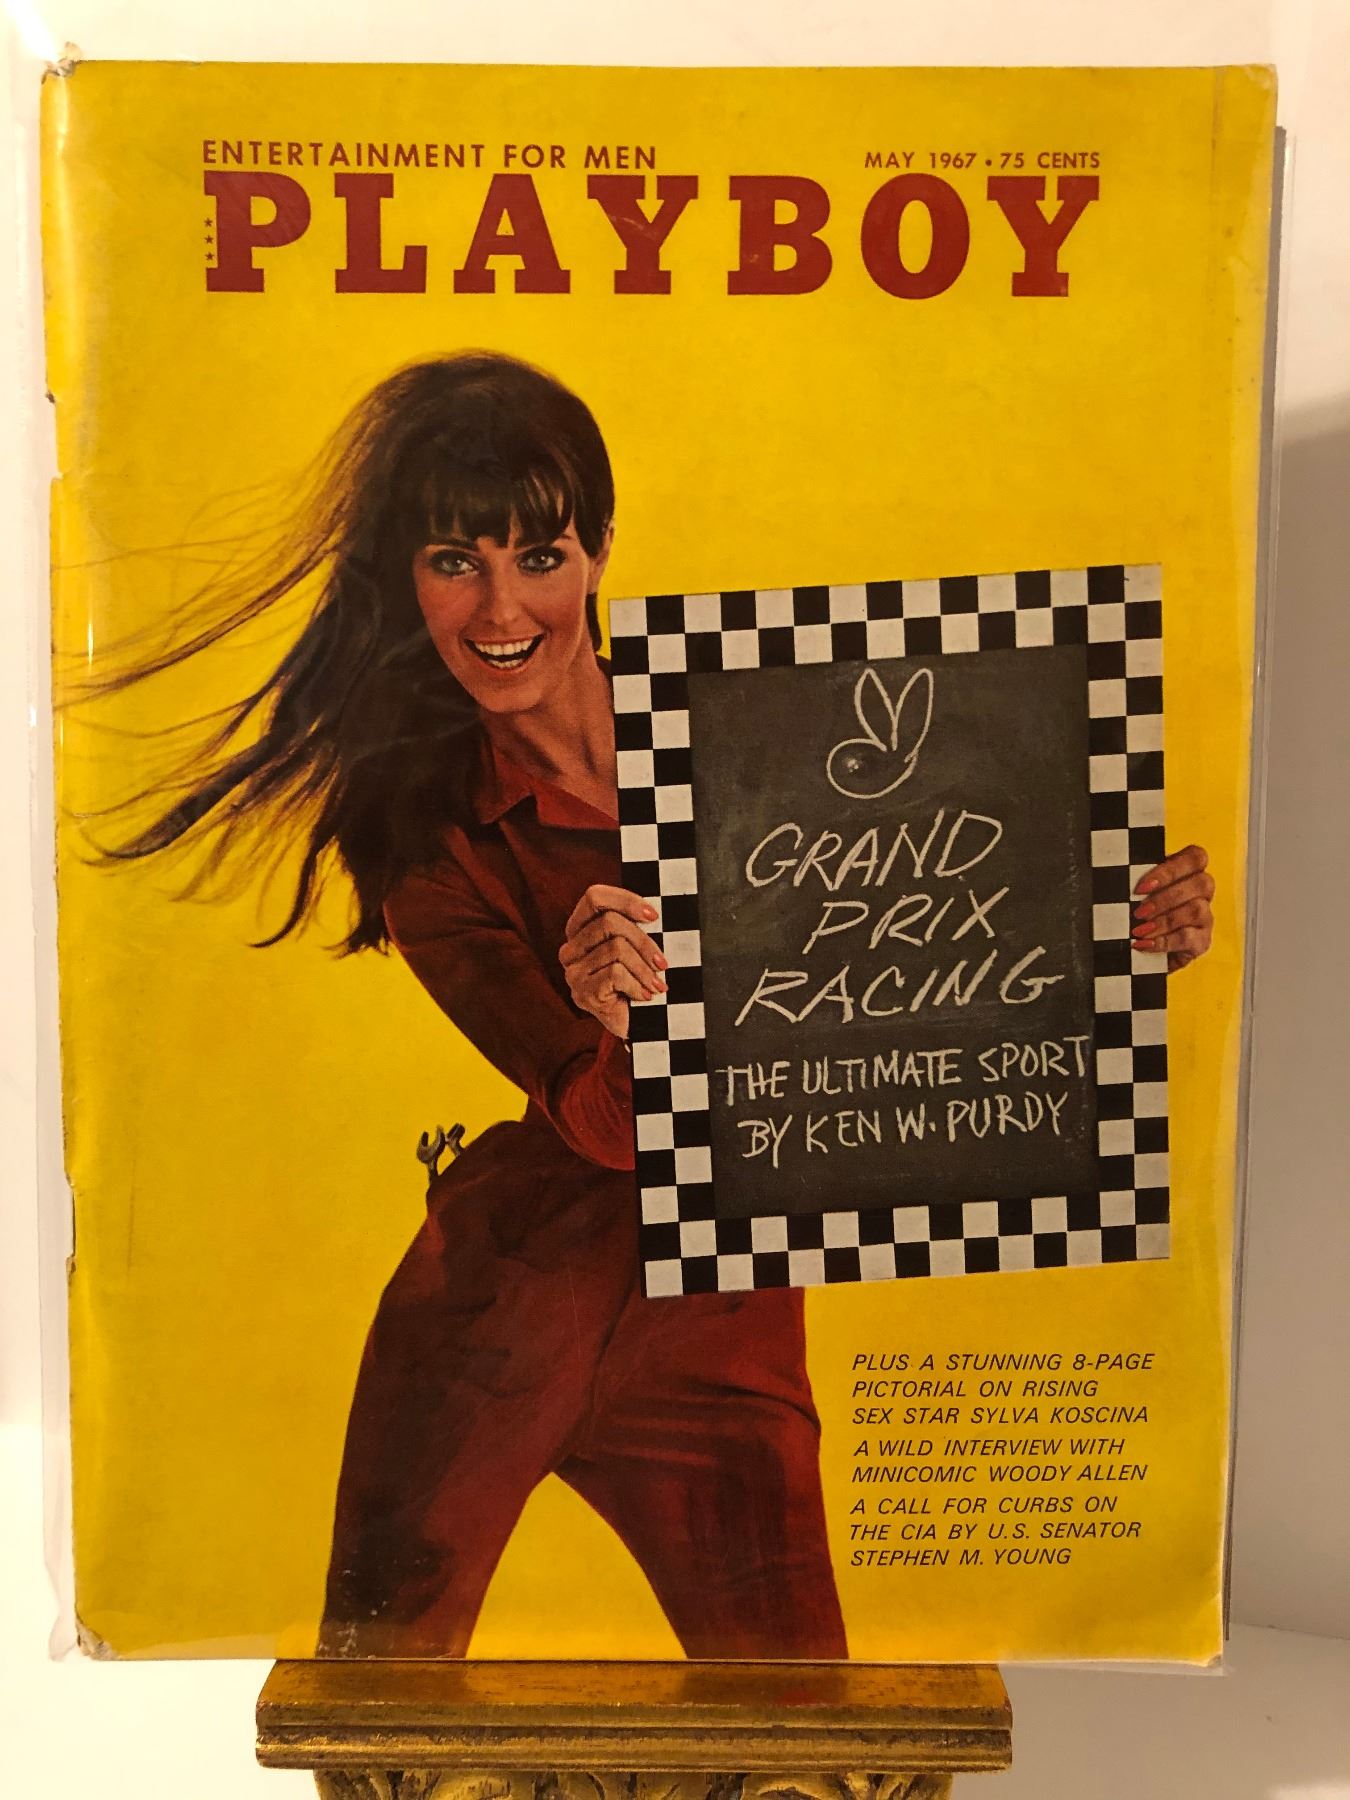 ENTERTAINMENT FOR MEN
MAY 1967 • 75 CENTS
PLAYBOY
GRAND
PRIX
RACING
THE ULTIMATE SPORT
BY KEN W. PURDY
PLUS A STUNNING 8-PAGE
PICTORIAL ON RISING
SEX STAR SYLVA KOSCINA
A WILD INTERVIEW WITH
MINICOMIC WOODY ALLEN
A CALL FOR CURBS ON
THE CIA BY U.S. SENATOR
STEPHEN M. YOUNG